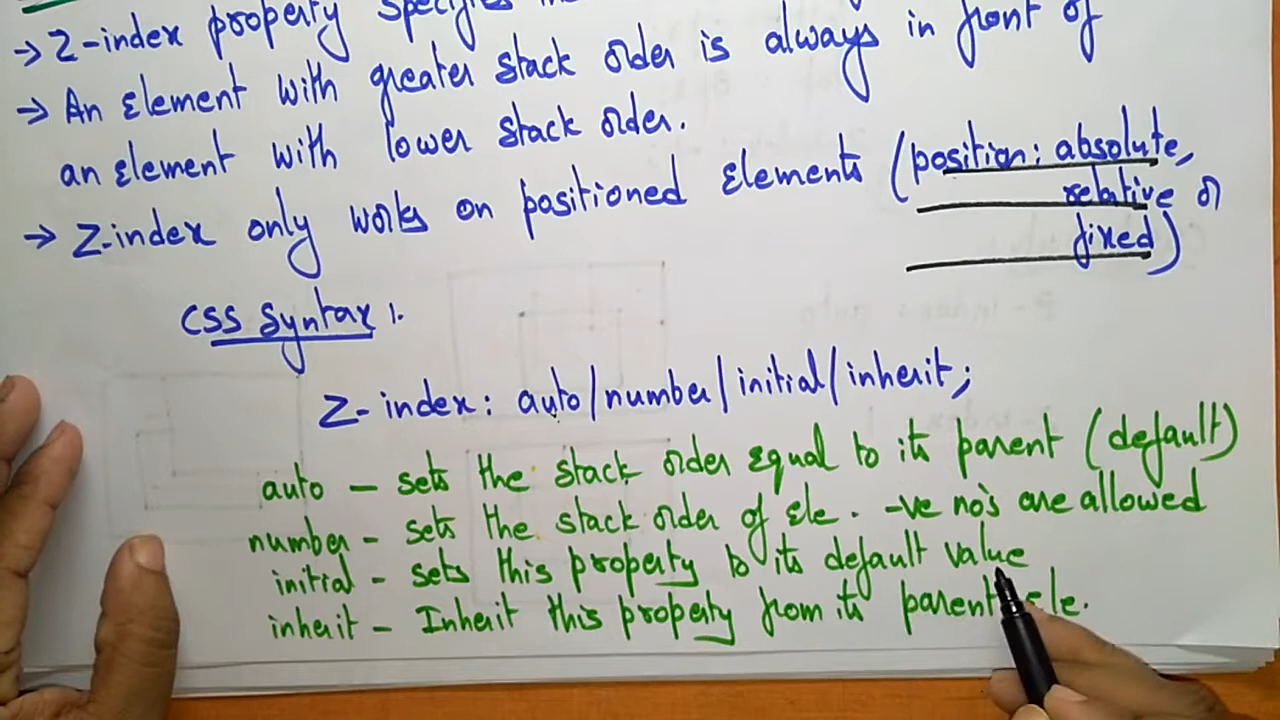 → Z-index property specifies
→ An Element with greater stack order is always in front of
an Element with lower stack order.
→ Z-index only works on positioned Elements (position: absolute,
relative or
fixed)
CSS Syntax :
Z-index: auto/number/initial/inherit;
auto - sets the stack order equal to its parent (default)
number - sets the stack order of Ele. -ve no's are allowed
initial - sets this property to its default value
inherit - Inherit this property from its parent ele.